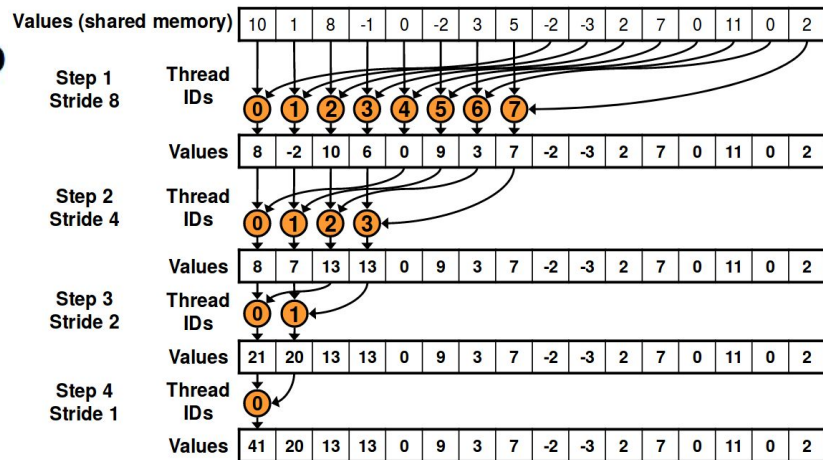 Values (shared memory) 10 1 8 -1 0 -2 3 5 -2 -3 2 7 0 11 0 2
Step 1
Stride 8
Thread
IDs
0 1 2 3 4 5 6 7
Values 8 -2 10 6 0 9 3 7 -2 -3 2 7 0 11 0 2
Step 2
Stride 4
Thread
IDs
0 1 2 3
Values 8 7 13 13 0 9 3 7 -2 -3 2 7 0 11 0 2
Step 3
Stride 2
Thread
IDs
0 1
Values 21 20 13 13 0 9 3 7 -2 -3 2 7 0 11 0 2
Step 4
Stride 1
Thread
IDs
0
Values 41 20 13 13 0 9 3 7 -2 -3 2 7 0 11 0 2